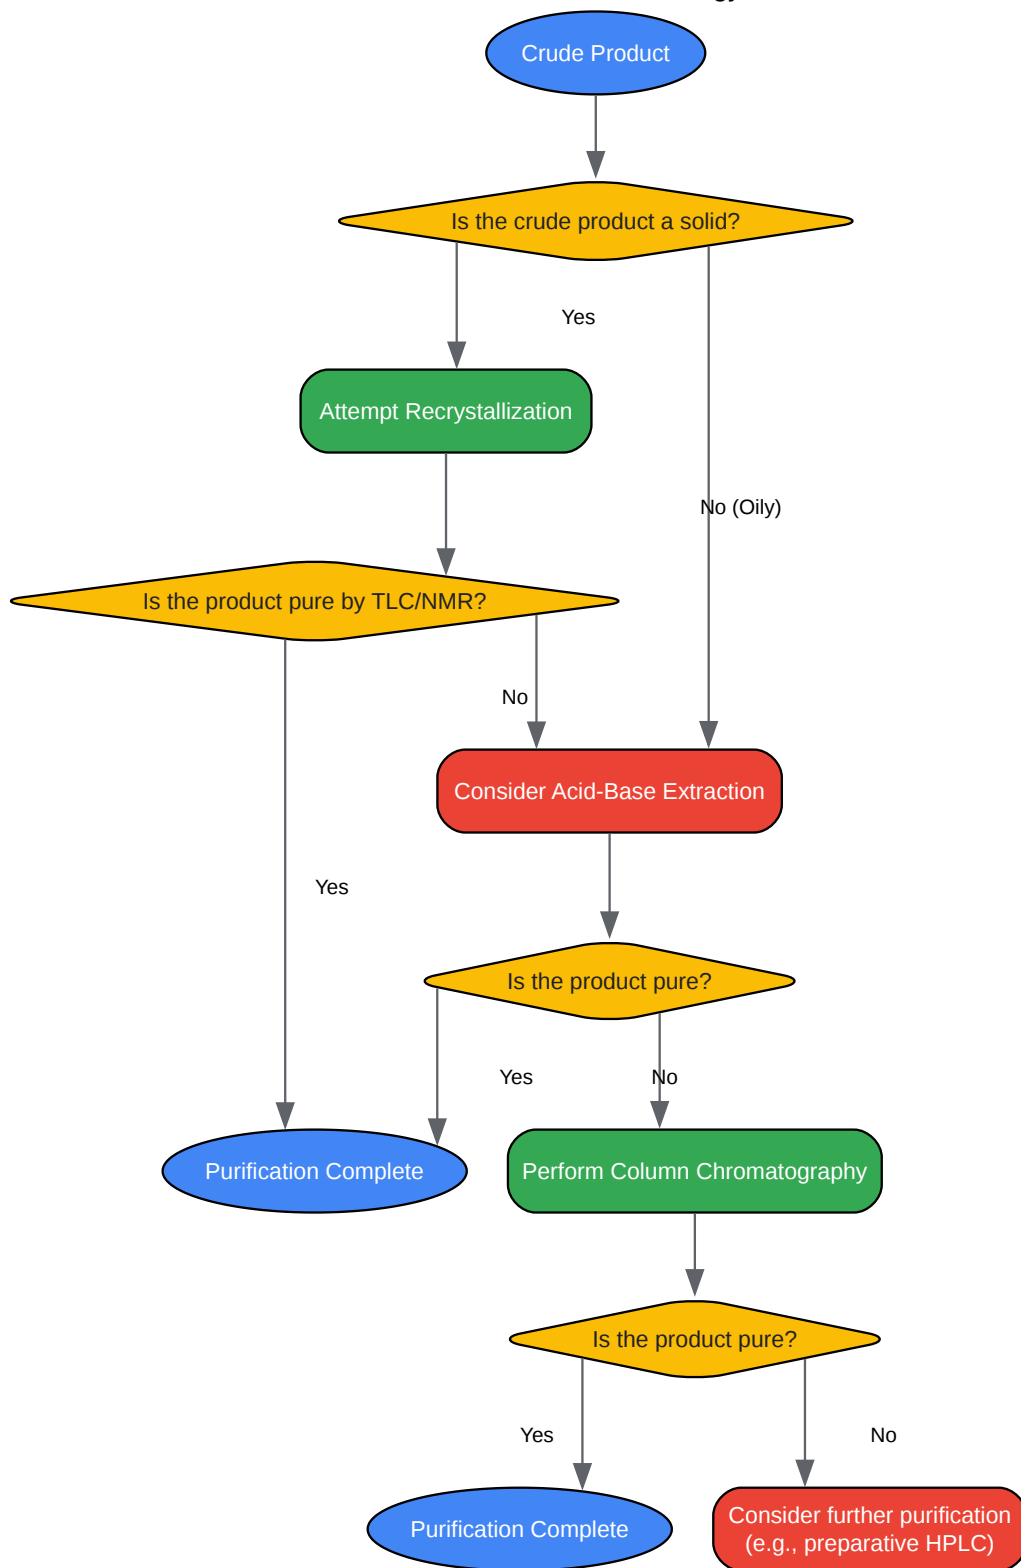 Crude Product
Is the crude product a solid?
Yes
Attempt Recrystallization
No (Oily)
Is the product pure by TLC/NMR?
No
Consider Acid-Base Extraction
Yes
Is the product pure?
Yes
No
Purification Complete
Perform Column Chromatography
Is the product pure?
Yes
No
Purification Complete
Consider further purification
(e.g., preparative HPLC)